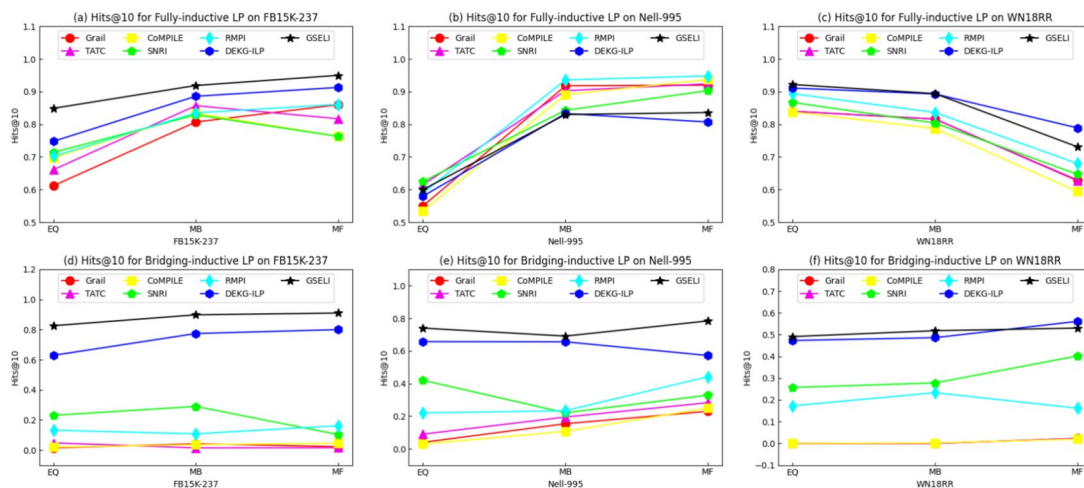 (a) Hits@10 for Fully-inductive LP on FB15K-237
1.1
1.0
0.9
0.8
0.7
0.6
0.5
Hits@10
Grail CoMPILE RMPI GSELI
TATC SNRI DEKG-ILP
EQ MB MF
FB15K-237
(b) Hits@10 for Fully-inductive LP on Nell-995
1.1
1.0
0.9
0.8
0.7
0.6
0.5
Hits@10
Grail CoMPILE RMPI GSELI
TATC SNRI DEKG-ILP
EQ MB MF
Nell-995
(c) Hits@10 for Fully-inductive LP on WN18RR
1.1
1.0
0.9
0.8
0.7
0.6
0.5
Hits@10
Grail CoMPILE RMPI GSELI
TATC SNRI DEKG-ILP
EQ MB MF
WN18RR
(d) Hits@10 for Bridging-inductive LP on FB15K-237
1.2
1.0
0.8
0.6
0.4
0.2
0.0
Hits@10
Grail CoMPILE RMPI GSELI
TATC SNRI DEKG-ILP
EQ MB MF
FB15K-237
(e) Hits@10 for Bridging-inductive LP on Nell-995
1.0
0.8
0.6
0.4
0.2
0.0
Hits@10
Grail CoMPILE RMPI GSELI
TATC SNRI DEKG-ILP
EQ MB MF
Nell-995
(f) Hits@10 for Bridging-inductive LP on WN18RR
0.8
0.7
0.6
0.5
0.4
0.3
0.2
0.1
0.0
−0.1
Hits@10
Grail CoMPILE RMPI GSELI
TATC SNRI DEKG-ILP
EQ MB MF
WN18RR